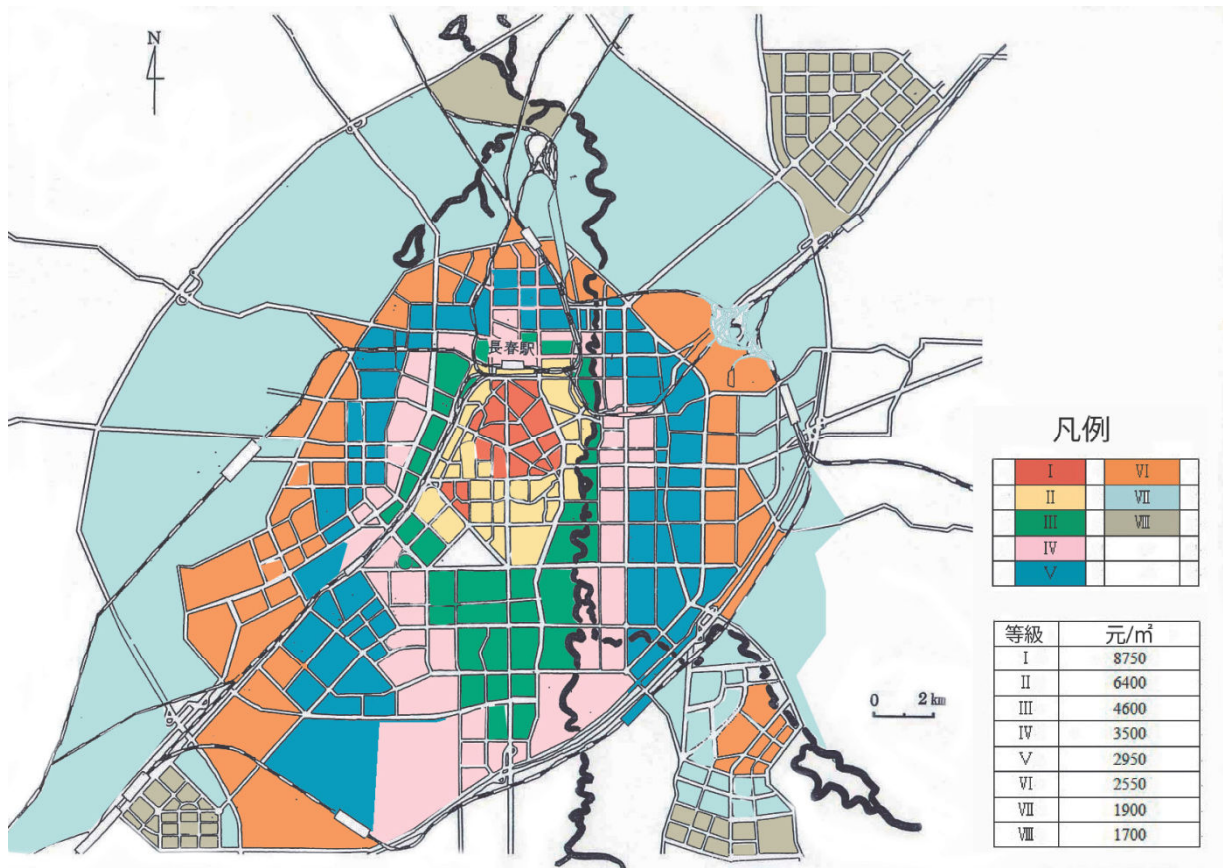 N
長春駅
凡例
I VI
II VII
III VIII
IV
V
0 2 km
等級 元/㎡
I 8750
II 6400
III 4600
IV 3500
V 2950
VI 2550
VII 1900
VIII 1700